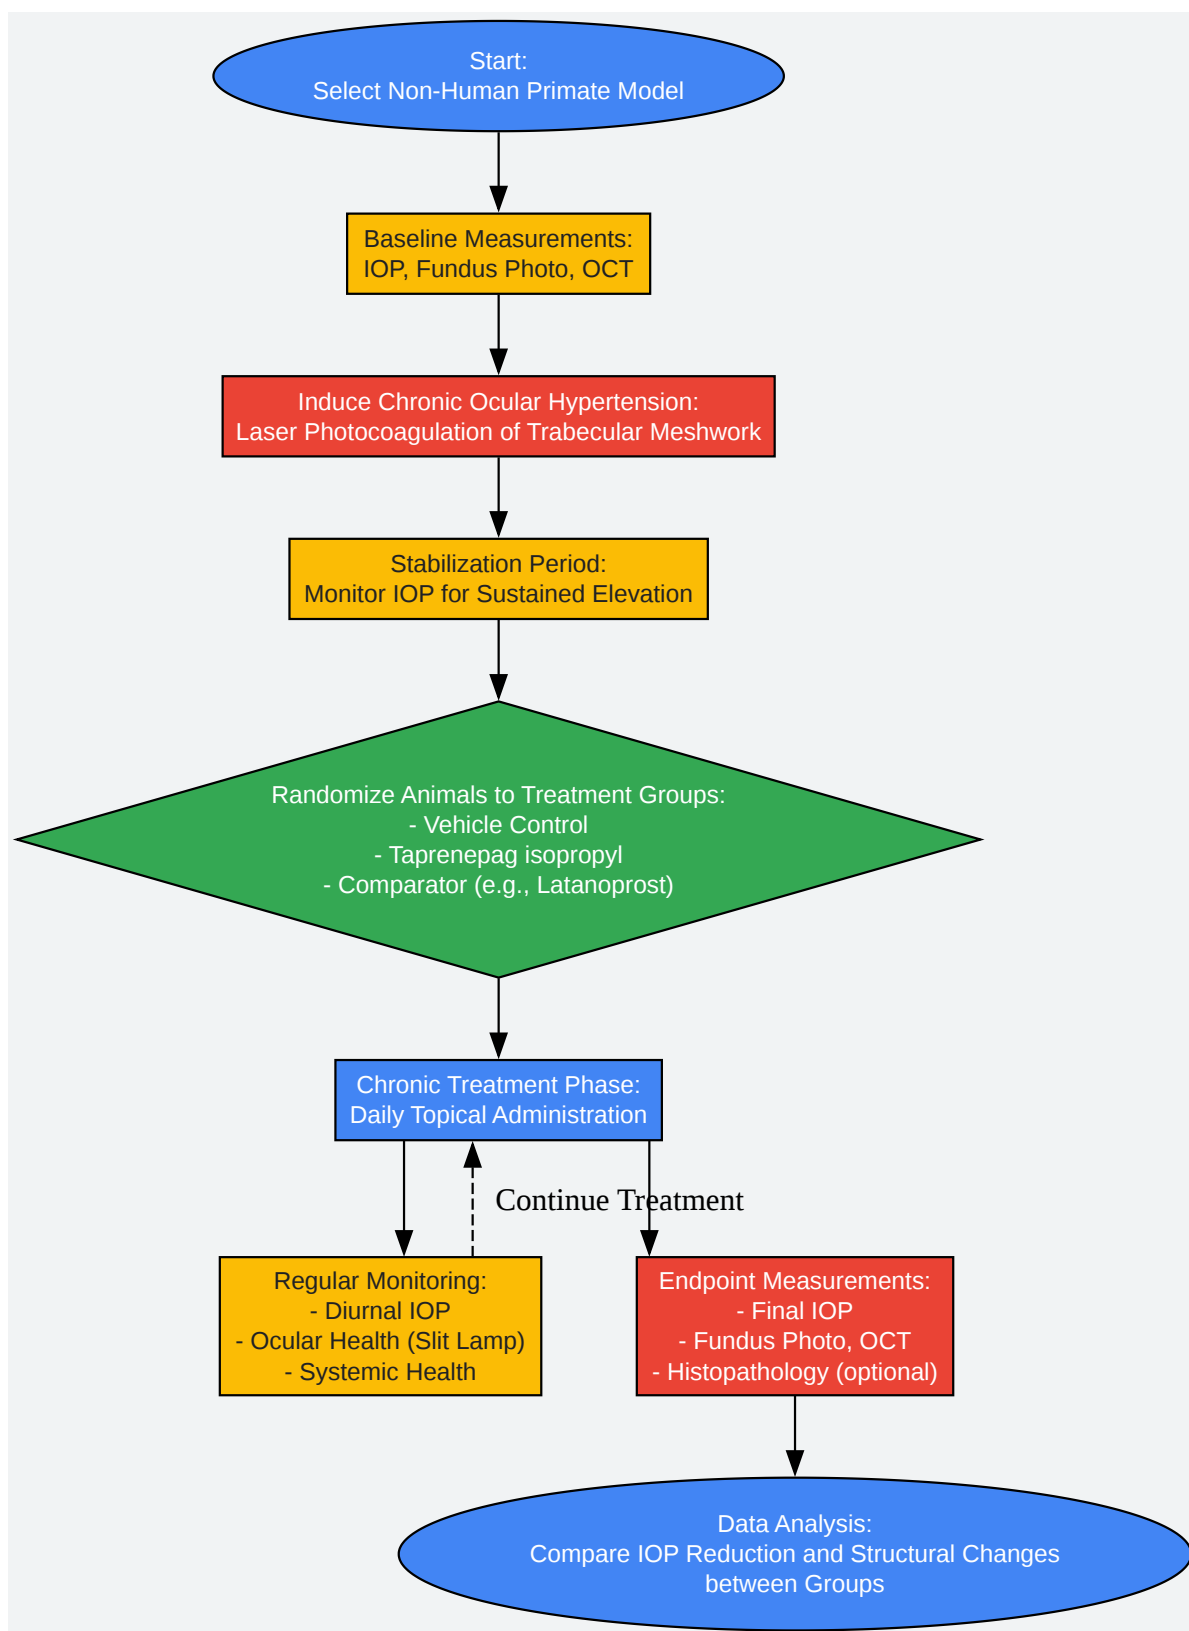 Start:
Select Non-Human Primate Model
Baseline Measurements:
IOP, Fundus Photo, OCT
Induce Chronic Ocular Hypertension:
Laser Photocoagulation of Trabecular Meshwork
Stabilization Period:
Monitor IOP for Sustained Elevation
Randomize Animals to Treatment Groups:
- Vehicle Control
- Taprenepag isopropyl
- Comparator (e.g., Latanoprost)
Chronic Treatment Phase:
Daily Topical Administration
Continue Treatment
Regular Monitoring:
- Diurnal IOP
- Ocular Health (Slit Lamp)
- Systemic Health
Endpoint Measurements:
- Final IOP
- Fundus Photo, OCT
- Histopathology (optional)
Data Analysis:
Compare IOP Reduction and Structural Changes
between Groups